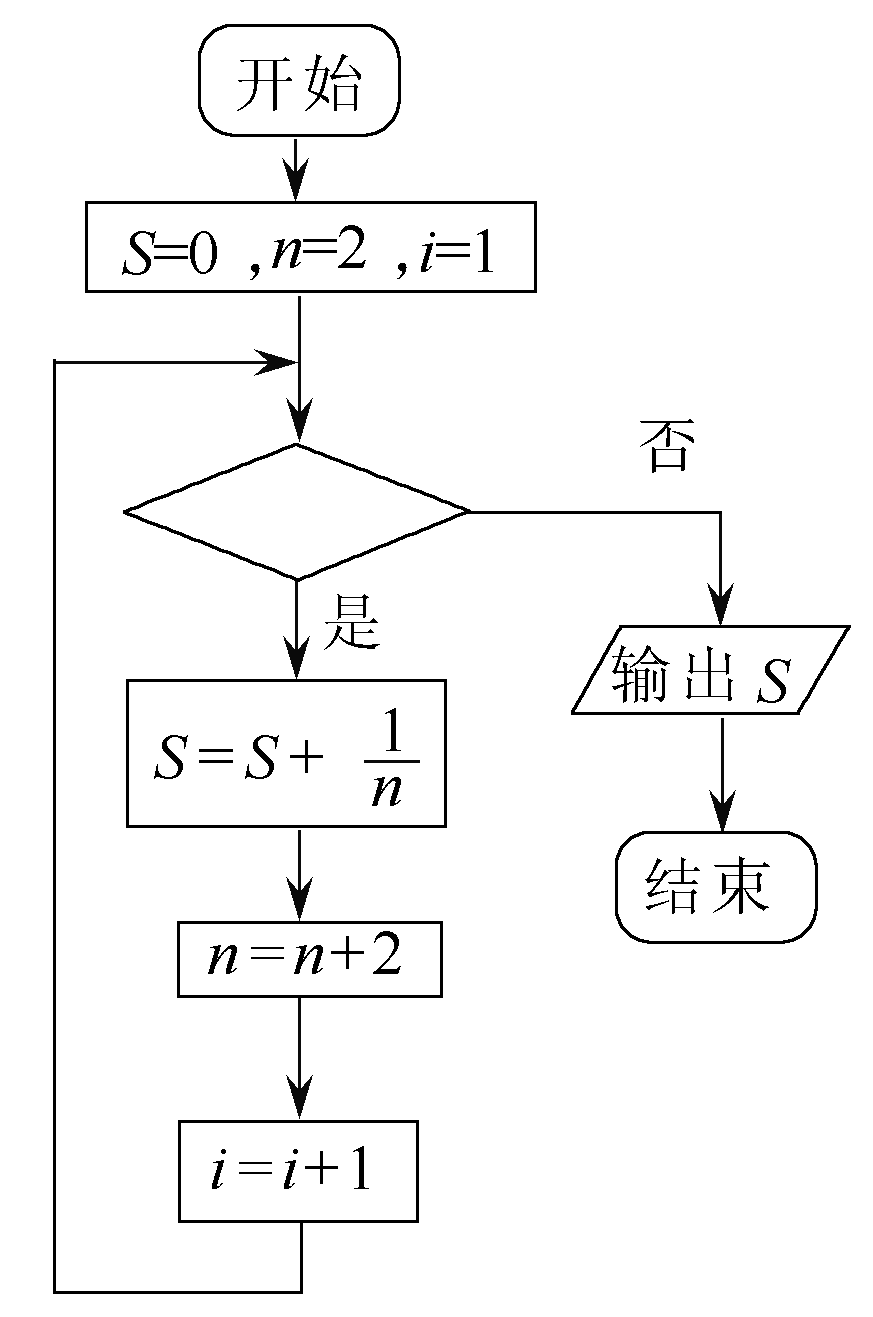 开始
S=0 ,n=2 ,i=1
否
是
输出 S
S=S+ 1/n
结束
n=n+2
i=i+1